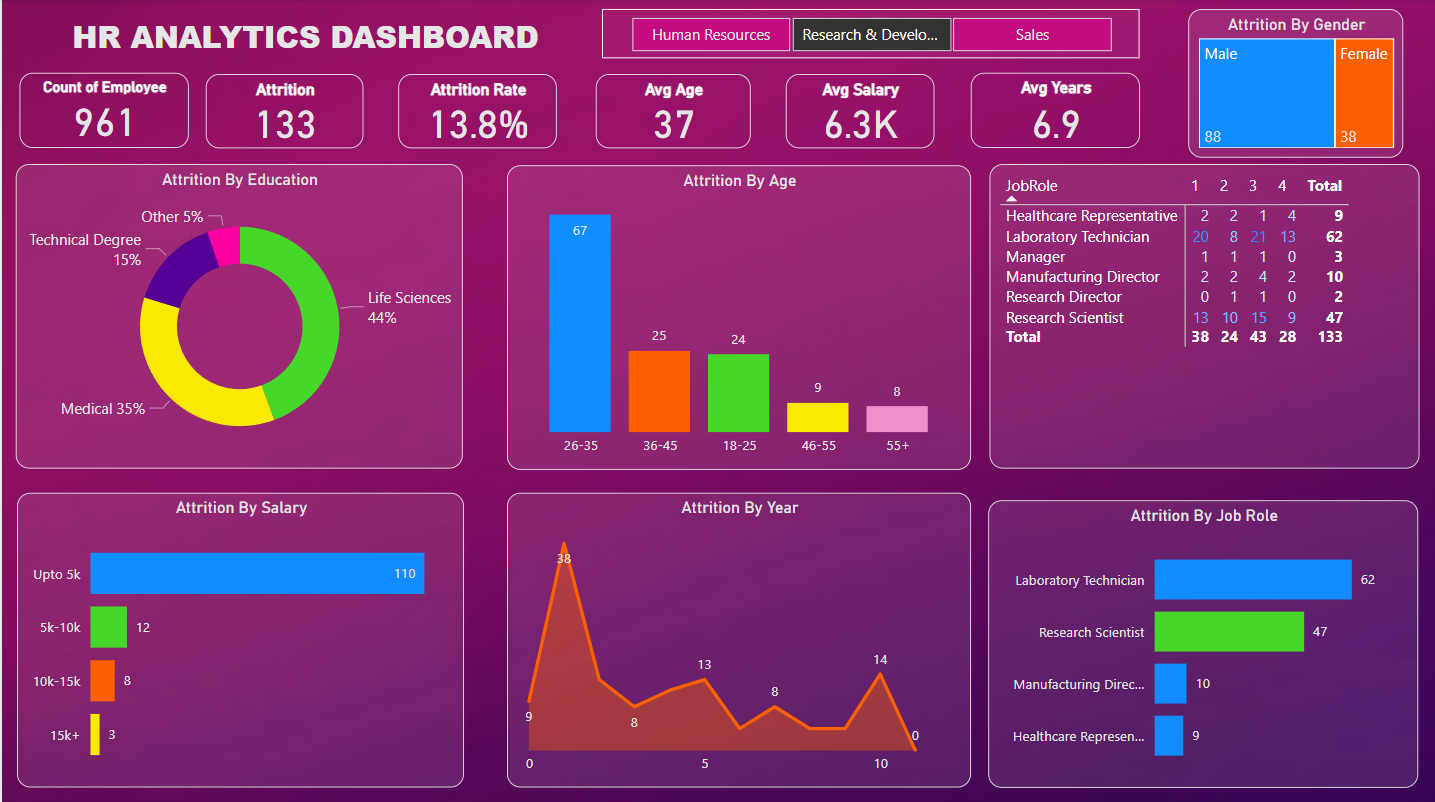 HR ANALYTICS DASHBOARD
Human Resources
Research & Develo...
Sales
Attrition By Gender
Male
Female
88
38
Count of Employee
961
Attrition
133
Attrition Rate
13.8%
Avg Age
37
Avg Salary
6.3K
Avg Years
6.9
Attrition By Education
Other 5%
Technical Degree
15%
Life Sciences
44%
Medical 35%
Attrition By Age
67
25
24
9
8
26-35
36-45
18-25
46-55
55+
JobRole 1 2 3 4 Total
Healthcare Representative 2 2 1 4 9
Laboratory Technician 20 8 21 13 62
Manager 1 1 1 0 3
Manufacturing Director 2 2 4 2 10
Research Director 0 1 1 0 2
Research Scientist 13 10 15 9 47
Total 38 24 43 28 133
Attrition By Salary
Upto 5k 110
5k-10k 12
10k-15k 8
15k+ 3
Attrition By Year
9
38
8
13
8
14
0
0
5
10
Attrition By Job Role
Laboratory Technician 62
Research Scientist 47
Manufacturing Direc... 10
Healthcare Represen... 9